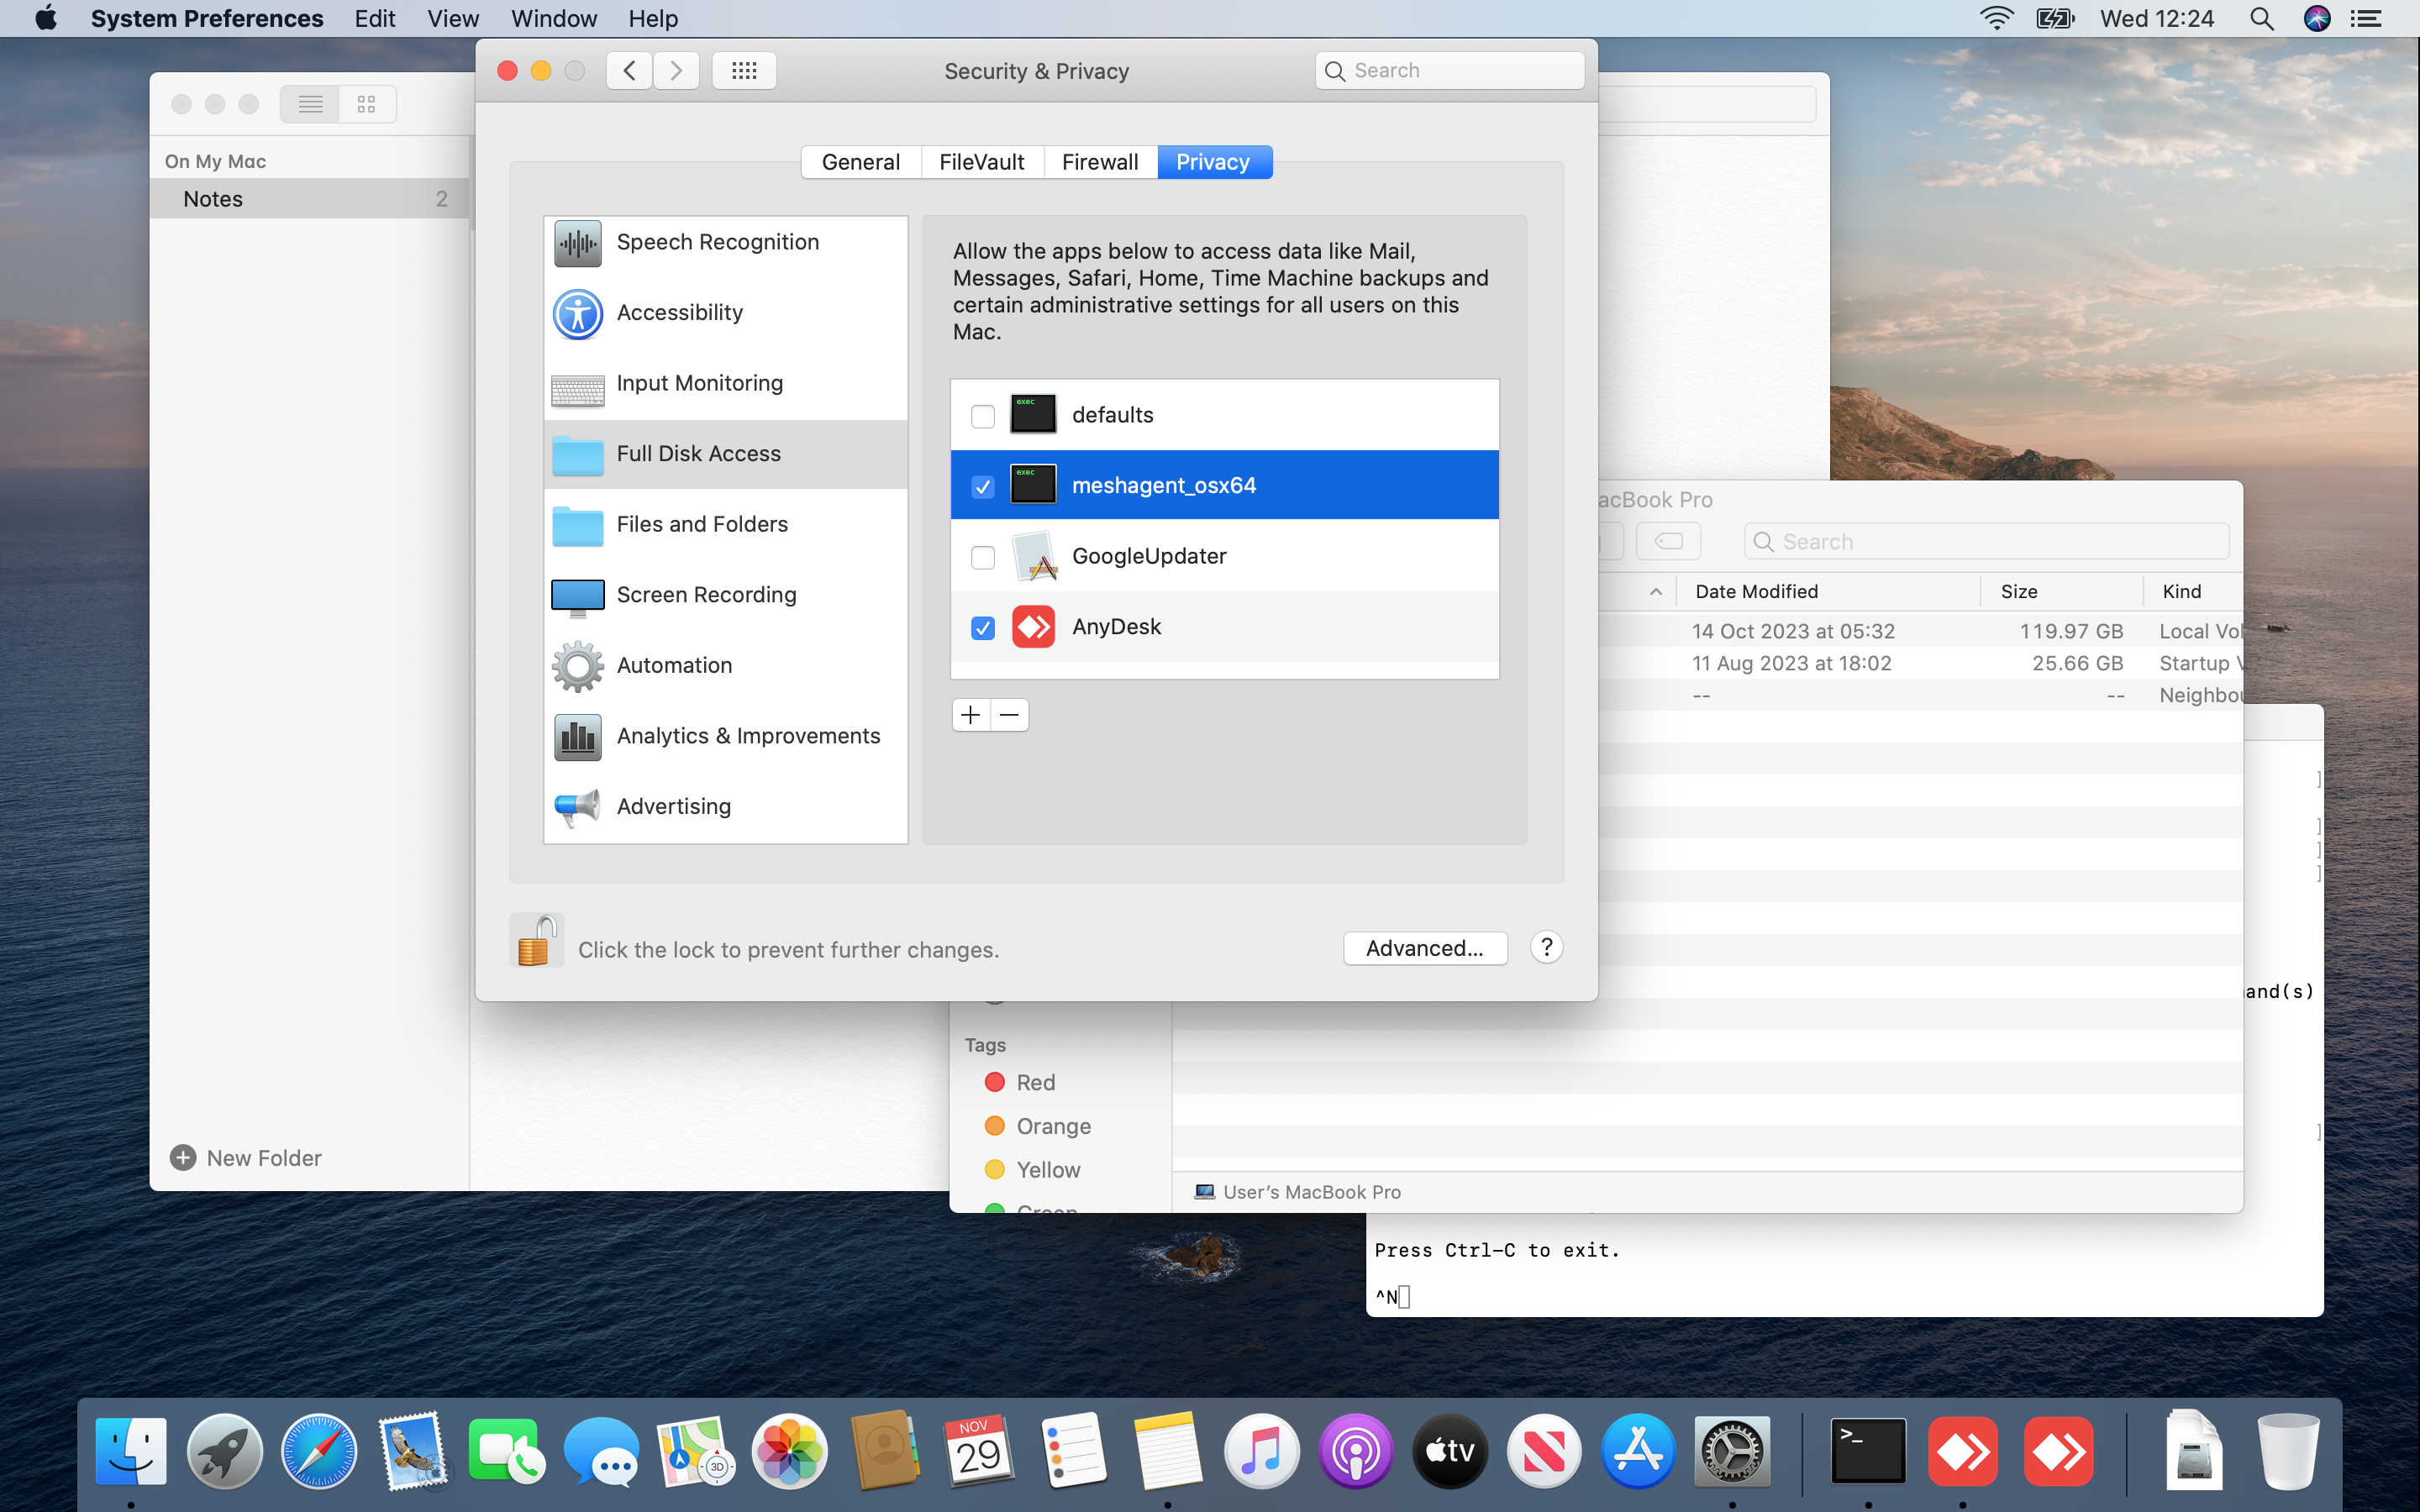 System Preferences Edit View Window Help Wed 12:24
Security & Privacy
Search
General FileVault Firewall Privacy
On My Mac
Notes 2
New Folder
Speech Recognition
Accessibility
Input Monitoring
Full Disk Access
Files and Folders
Screen Recording
Automation
Analytics & Improvements
Advertising
Allow the apps below to access data like Mail,
Messages, Safari, Home, Time Machine backups and
certain administrative settings for all users on this
Mac.
exec
defaults
exec
meshagent_osx64
GoogleUpdater
AnyDesk
Click the lock to prevent further changes.
Advanced...
?
acBook Pro
Search
Date Modified Size Kind
14 Oct 2023 at 05:32 119.97 GB Local Vol
11 Aug 2023 at 18:02 25.66 GB Startup V
-- -- Neighbou
Tags
Red
Orange
Yellow
Green
User's MacBook Pro
]
]
]
]
and(s)
]
Press Ctrl-C to exit.
^N
NOV
29
3D
tv
>_